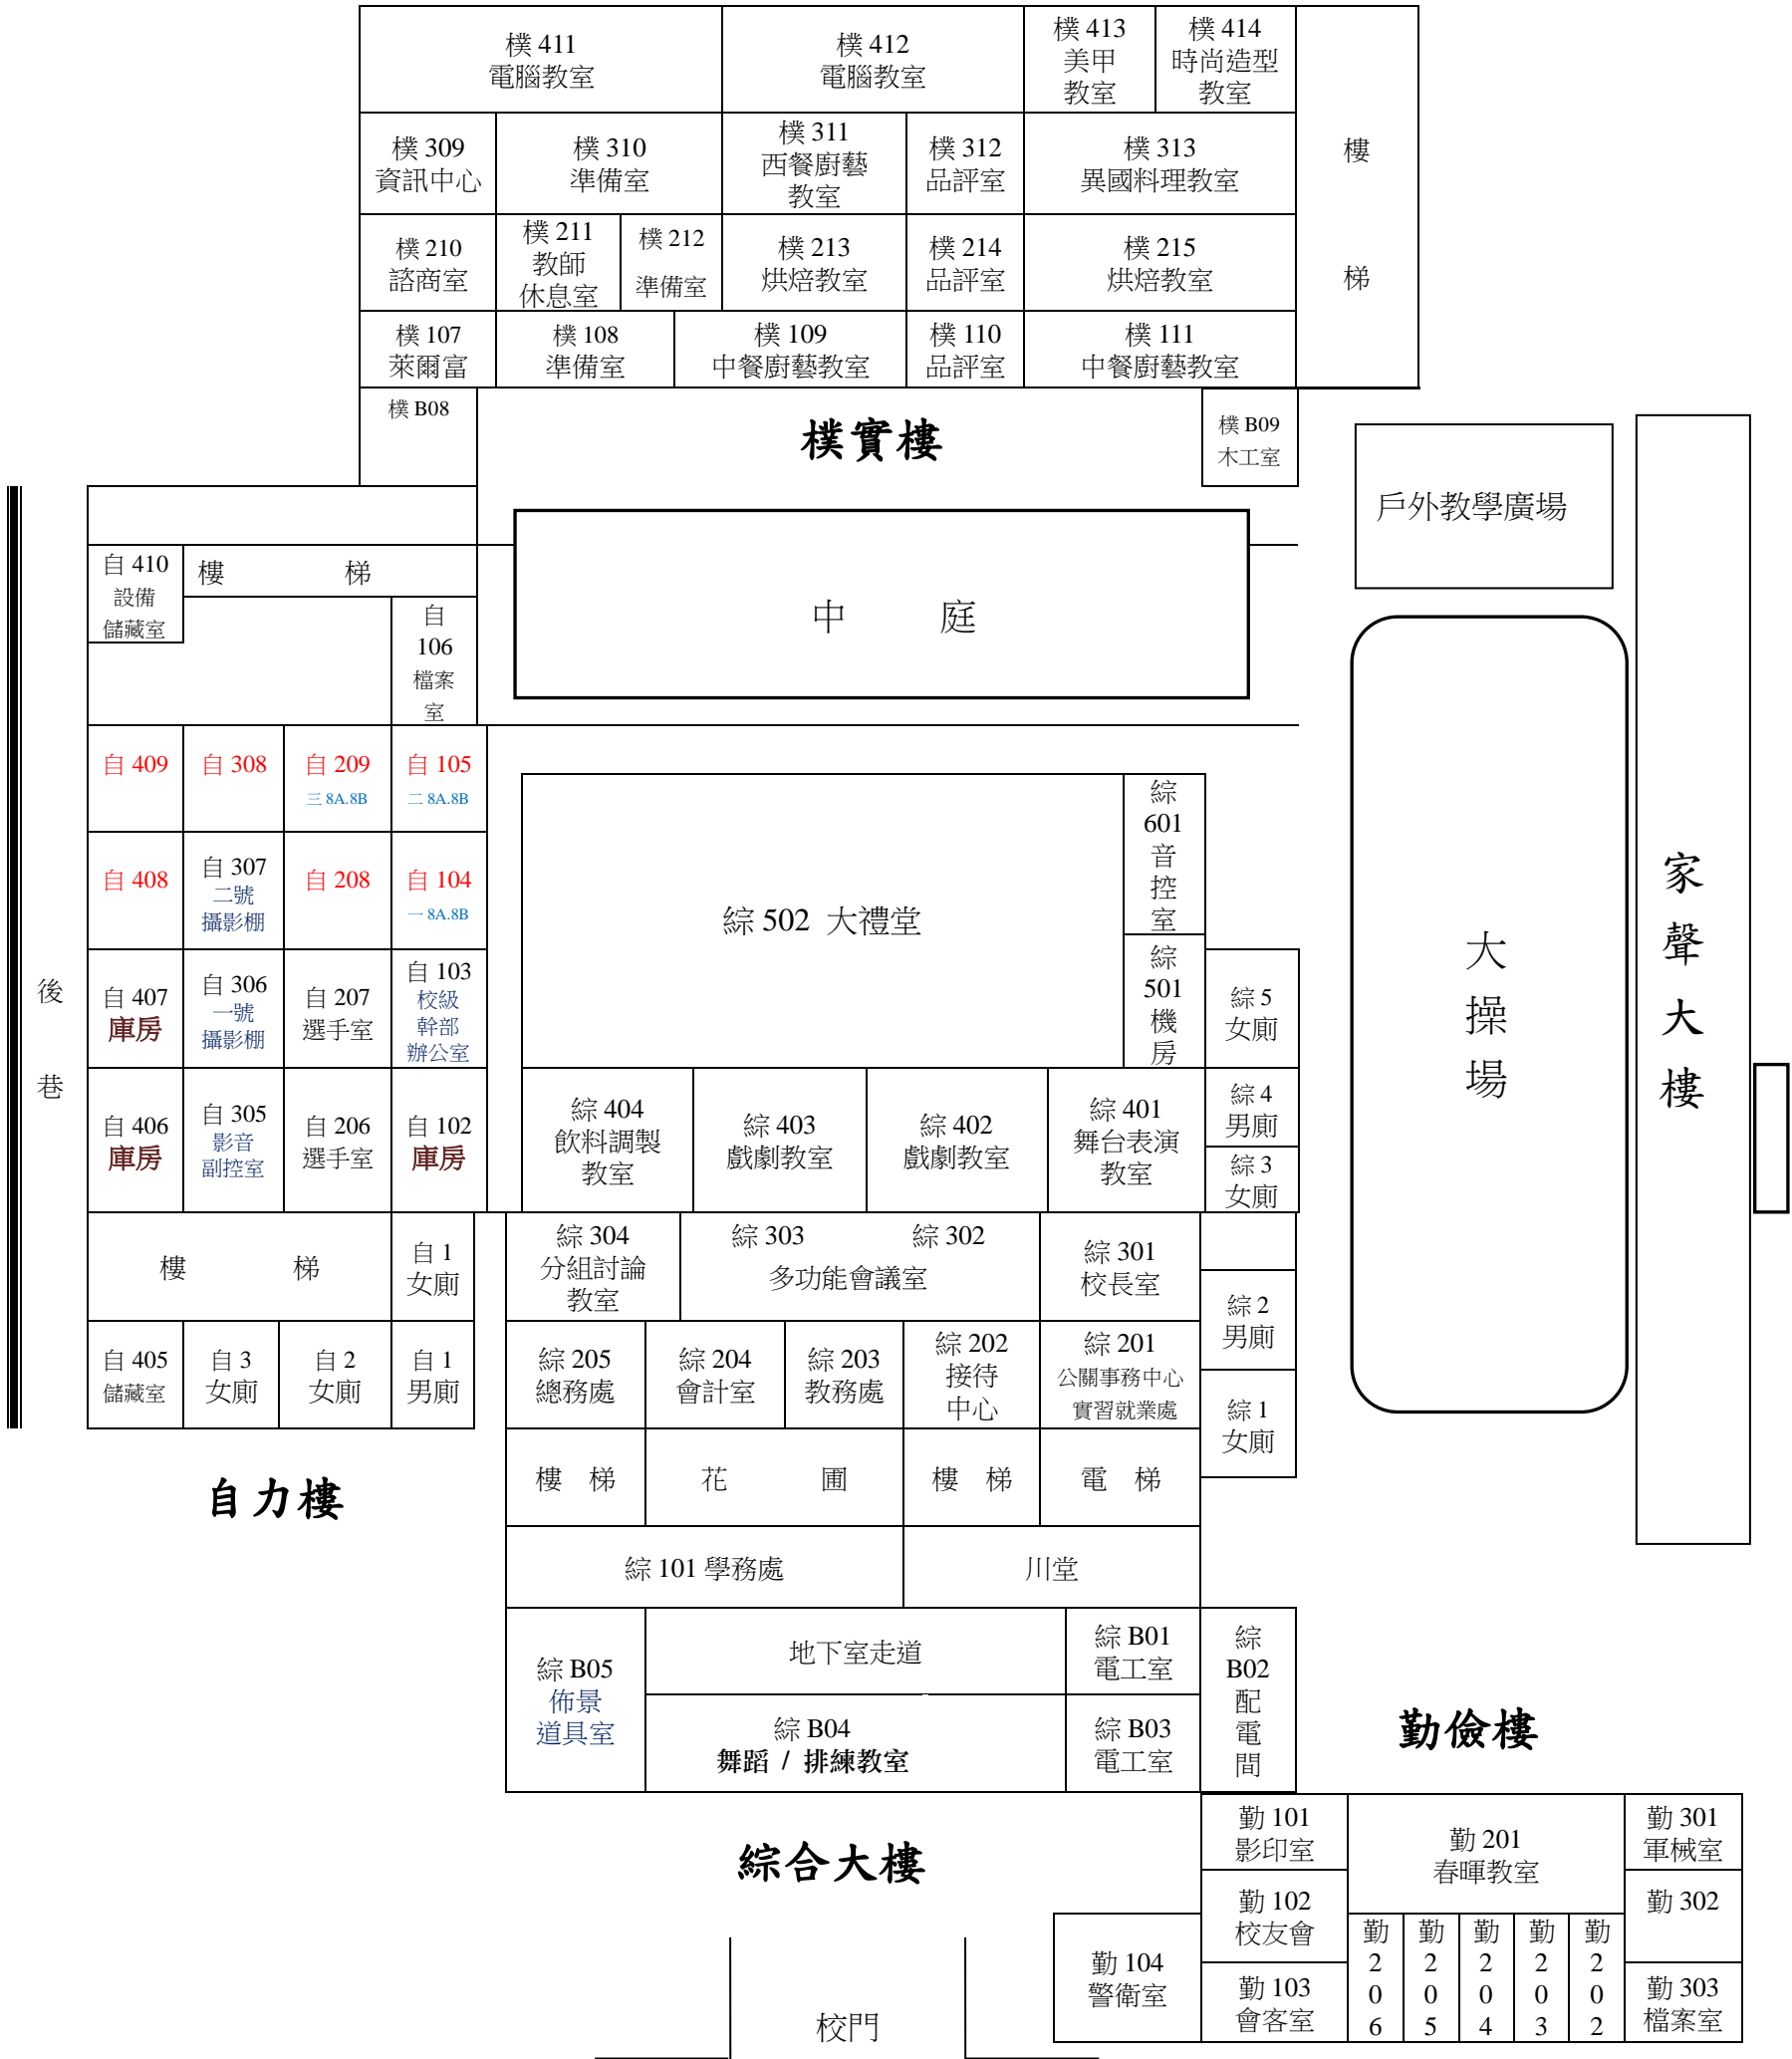 樸 411
電腦教室
樸 412
電腦教室
樸 413
美甲
教室
樸 414
時尚造型
教室
樸 309
資訊中心
樸 310
準備室
樸 311
西餐廚藝
教室
樸 312
品評室
樸 313
異國料理教室
樓
梯
樸 210
諮商室
樸 211
教師
休息室
樸 212
準備室
樸 213
烘焙教室
樸 214
品評室
樸 215
烘焙教室
樸 107
萊爾富
樸 108
準備室
樸 109
中餐廚藝教室
樸 110
品評室
樸 111
中餐廚藝教室
樸 B08
樸實樓
樸 B09
木工室
戶外教學廣場
自 410
設備
儲藏室
樓 梯
自
106
檔案
室
中 庭
自 409
自 308
自 209
三 8A.8B
自 105
二 8A.8B
自 408
自 307
二號
攝影棚
自 208
自 104
一 8A.8B
自 407
庫房
自 306
一號
攝影棚
自 207
選手室
自 103
校級
幹部
辦公室
自 406
庫房
自 305
影音
副控室
自 206
選手室
自 102
庫房
樓 梯
自 1
女廁
自 405
儲藏室
自 3
女廁
自 2
女廁
自 1
男廁
後
巷
自力樓
綜 502 大禮堂
綜
601
音
控
室
綜
501
機
房
綜 5
女廁
綜 404
飲料調製
教室
綜 403
戲劇教室
綜 402
戲劇教室
綜 401
舞台表演
教室
綜 4
男廁
綜 3
女廁
綜 304
分組討論
教室
綜 303 綜 302
多功能會議室
綜 301
校長室
綜 2
男廁
綜 205
總務處
綜 204
會計室
綜 203
教務處
綜 202
接待
中心
綜 201
公關事務中心
實習就業處
綜 1
女廁
樓 梯
花 圃
樓 梯
電 梯
綜 101 學務處
川堂
綜 B05
佈景
道具室
地下室走道
綜 B01
電工室
綜
B02
配
電
間
綜 B04
舞蹈 / 排練教室
綜 B03
電工室
綜合大樓
大
操
場
家
聲
大
樓
勤儉樓
勤 101
影印室
勤 201
春暉教室
勤 301
軍械室
勤 102
校友會
勤 302
勤 104
警衛室
勤 103
會客室
勤
2
0
6
勤
2
0
5
勤
2
0
4
勤
2
0
3
勤
2
0
2
勤 303
檔案室
校門